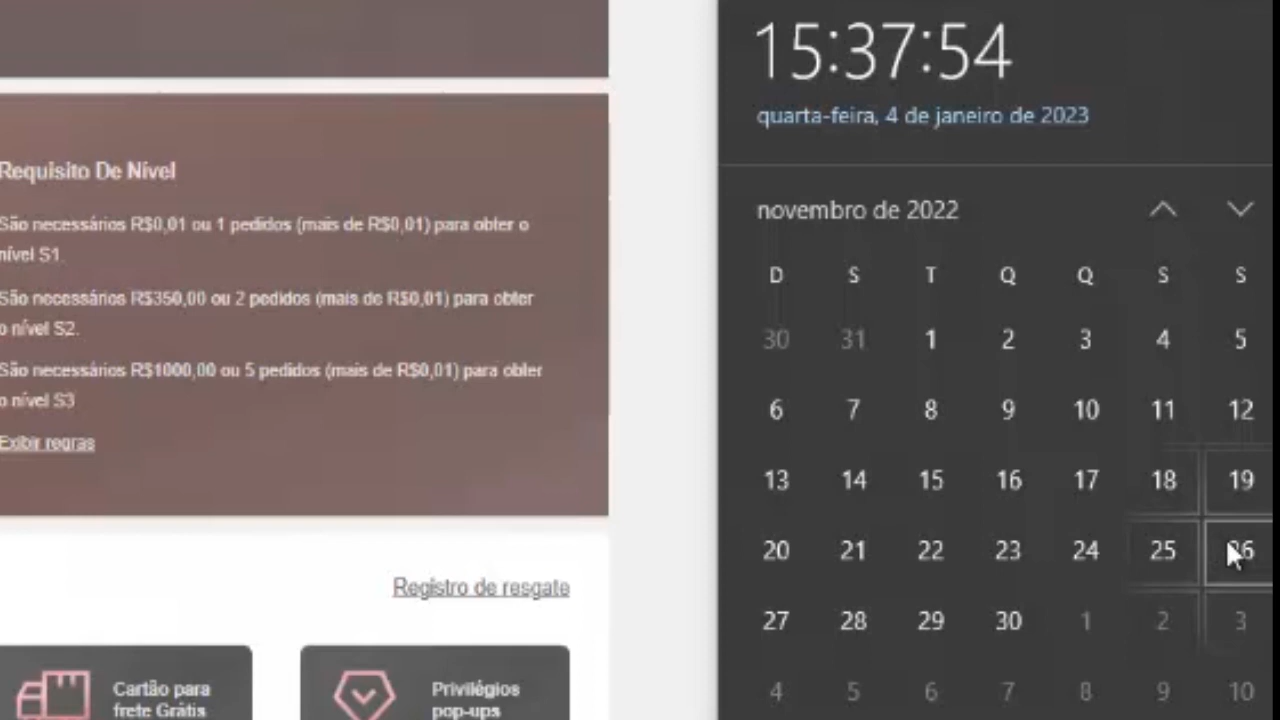 Requisito De Nível
São necessários R$0,01 ou 1 pedidos (mais de R$0,01) para obter o
nível S1
São necessários R$350,00 ou 2 pedidos (mais de R$0,01) para obter
o nível S2.
São necessários R$1000,00 ou 5 pedidos (mais de R$0,01) para obter
o nível S3
Exibir regras
Registro de resgate
Cartão para
frete Grátis
Privilégios
pop-ups
15:37:54
quarta-feira, 4 de janeiro de 2023
novembro de 2022
D S T Q Q S S
30 31 1 2 3 4 5
6 7 8 9 10 11 12
13 14 15 16 17 18 19
20 21 22 23 24 25 26
27 28 29 30 1 2 3
4 5 6 7 8 9 10